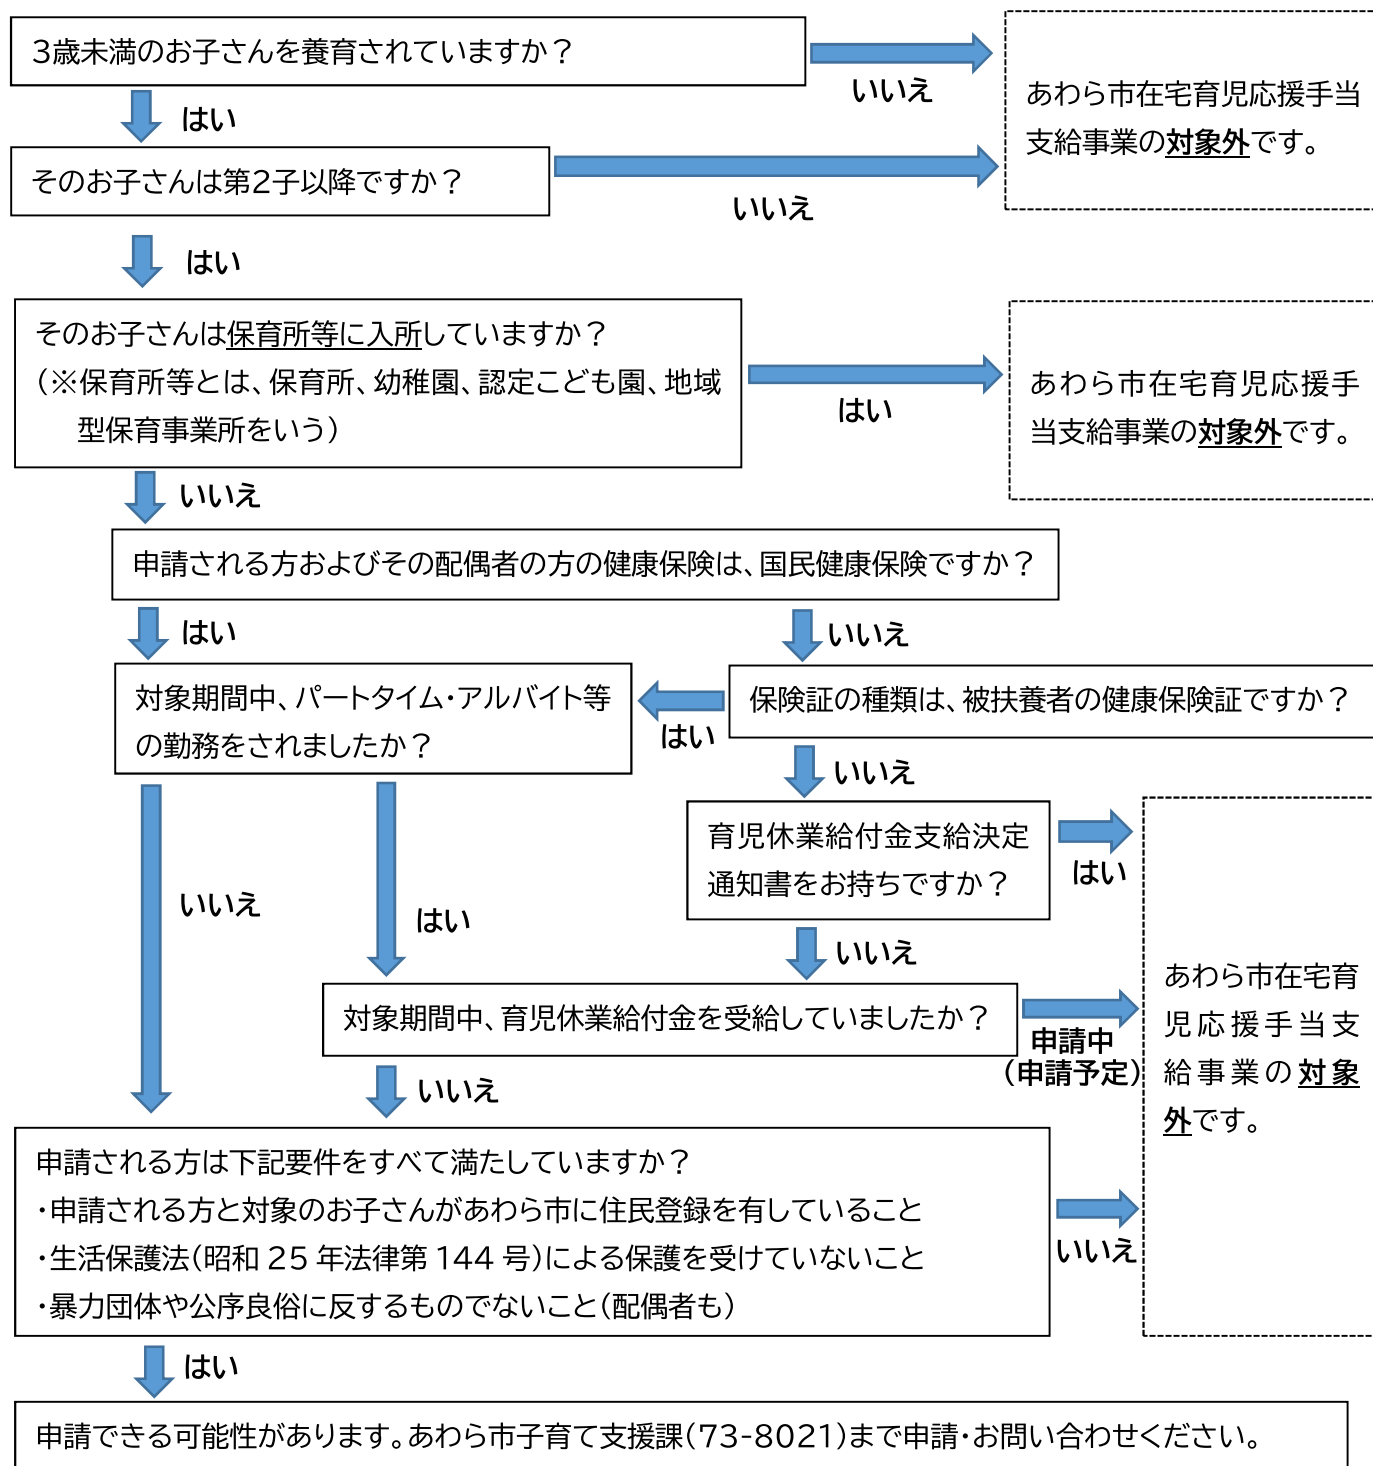 3歳未満のお子さんを養育されていますか？
いいえ
あわら市在宅育児応援手当
支給事業の対象外です。
はい
そのお子さんは第2子以降ですか？
いいえ
はい
そのお子さんは保育所等に入所していますか？
（※保育所等とは、保育所、幼稚園、認定こども園、地域
型保育事業所をいう）
はい
あわら市在宅育児応援手
当支給事業の対象外です。
いいえ
申請される方およびその配偶者の方の健康保険は、国民健康保険ですか？
はい
いいえ
対象期間中、パートタイム・アルバイト等
の勤務をされましたか？
はい
保険証の種類は、被扶養者の健康保険証ですか？
いいえ
育児休業給付金支給決定
通知書をお持ちですか？
はい
いいえ
はい
いいえ
対象期間中、育児休業給付金を受給していましたか？
申請中
（申請予定）
あわら市在宅育
児応援手当支
給事業の対象
外です。
いいえ
申請される方は下記要件をすべて満たしていますか？
・申請される方と対象のお子さんがあわら市に住民登録を有していること
・生活保護法（昭和 25 年法律第 144 号）による保護を受けていないこと
・暴力団体や公序良俗に反するものでないこと（配偶者も）
いいえ
はい
申請できる可能性があります。あわら市子育て支援課（73-8021）まで申請・お問い合わせください。